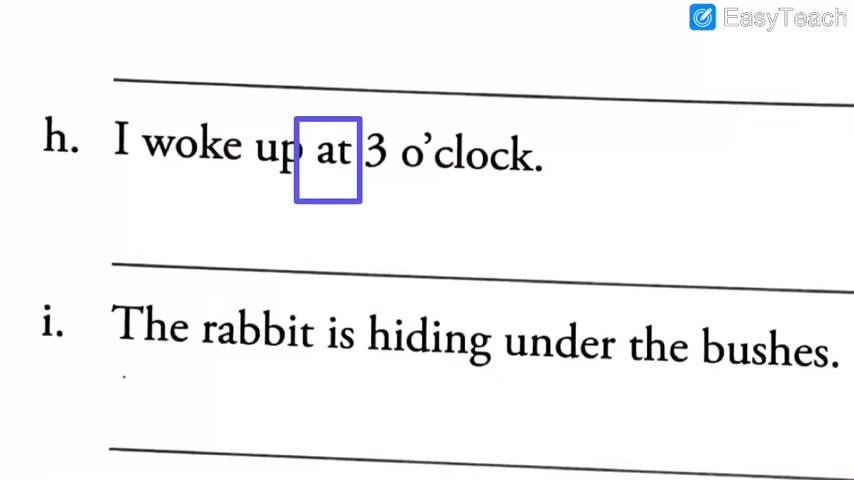 EasyTeach
h. I woke up at 3 o’clock.
i. The rabbit is hiding under the bushes.